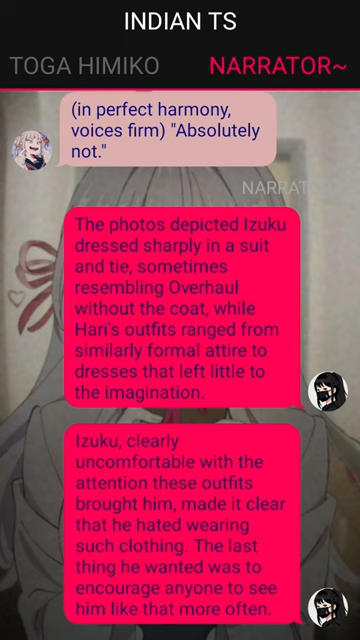 INDIAN TS
TOGA HIMIKO NARRATOR~
(in perfect harmony,
voices firm) "Absolutely
not."
The photos depicted Izuku
dressed sharply in a suit
and tie, sometimes
resembling Overhaul
without the coat, while
Hari's outfits ranged from
similarly formal attire to
dresses that left little to
the imagination.
Izuku, clearly
uncomfortable with the
attention these outfits
brought him, made it clear
that he hated wearing
such clothing. The last
thing he wanted was to
encourage anyone to see
him like that more often.